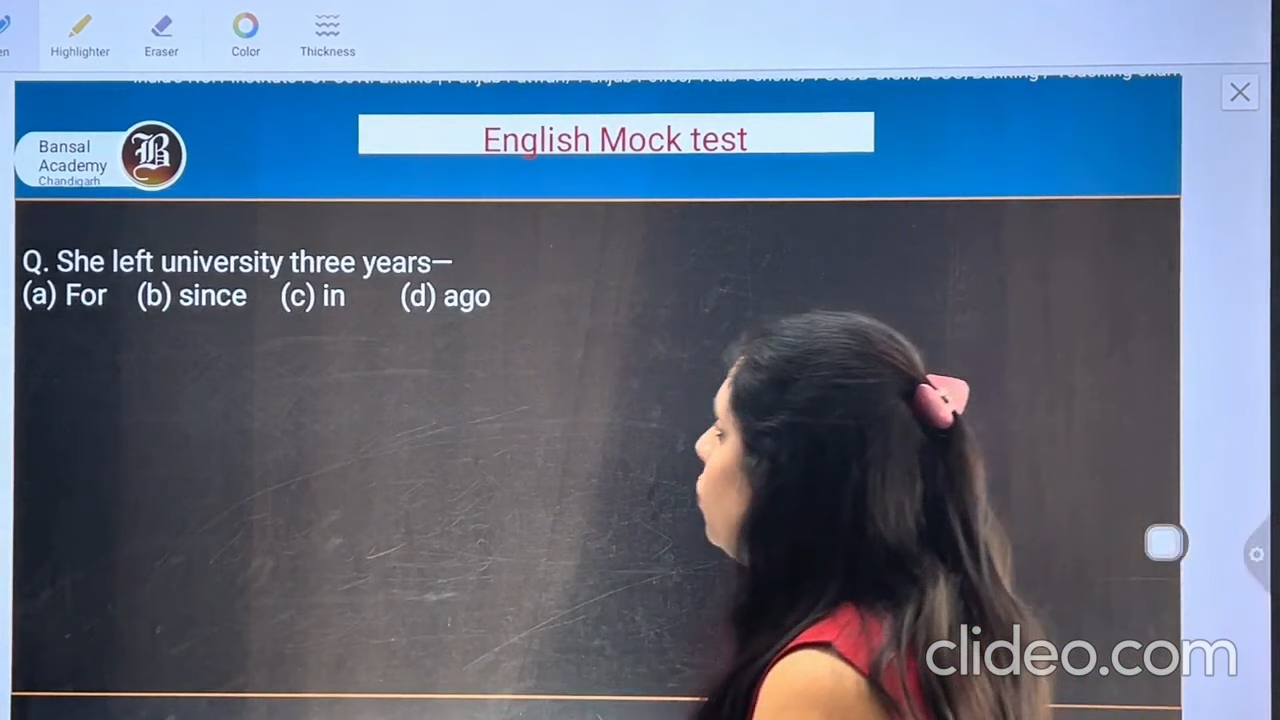 Highlighter Eraser Color Thickness
English Mock test
Bansal
Academy
Chandigarh
B
Q. She left university three years—
(a) For (b) since (c) in (d) ago
clideo.com